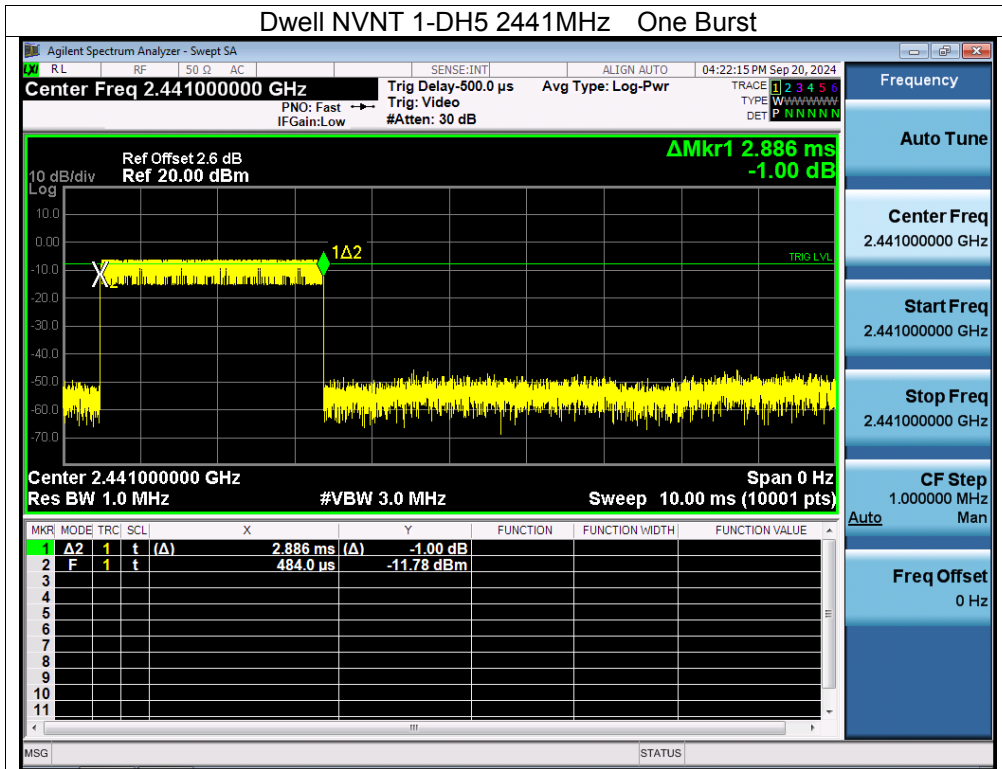 Dwell NVNT 1-DH5 2441MHz One Burst
Agilent Spectrum Analyzer - Swept SA
LXI RL RF 50 Ω AC SENSE:INT ALIGN AUTO 04:22:15 PM Sep 20, 2024
Center Freq 2.441000000 GHz Trig Delay-500.0 µs Avg Type: Log-Pwr TRACE 1 2 3 4 5 6
PNO: Fast Trig: Video TYPE WWWWWW
IFGain:Low #Atten: 30 dB DET P N N N N N
Frequency
Auto Tune
Center Freq
2.441000000 GHz
Start Freq
2.441000000 GHz
Stop Freq
2.441000000 GHz
CF Step
1.000000 MHz
Auto Man
Freq Offset
0 Hz
ΔMkr1 2.886 ms
-1.00 dB
Ref Offset 2.6 dB
10 dB/div Ref 20.00 dBm
Log
10.0
0.00
-10.0
-20.0
-30.0
-40.0
-50.0
-60.0
-70.0
1Δ2
TRIG LVL
X2
Center 2.441000000 GHz Span 0 Hz
Res BW 1.0 MHz #VBW 3.0 MHz Sweep 10.00 ms (10001 pts)
MKR MODE TRC SCL X Y FUNCTION FUNCTION WIDTH FUNCTION VALUE
1 Δ2 1 t (Δ) 2.886 ms (Δ) -1.00 dB
2 F 1 t 484.0 µs -11.78 dBm
3
4
5
6
7
8
9
10
11
MSG STATUS